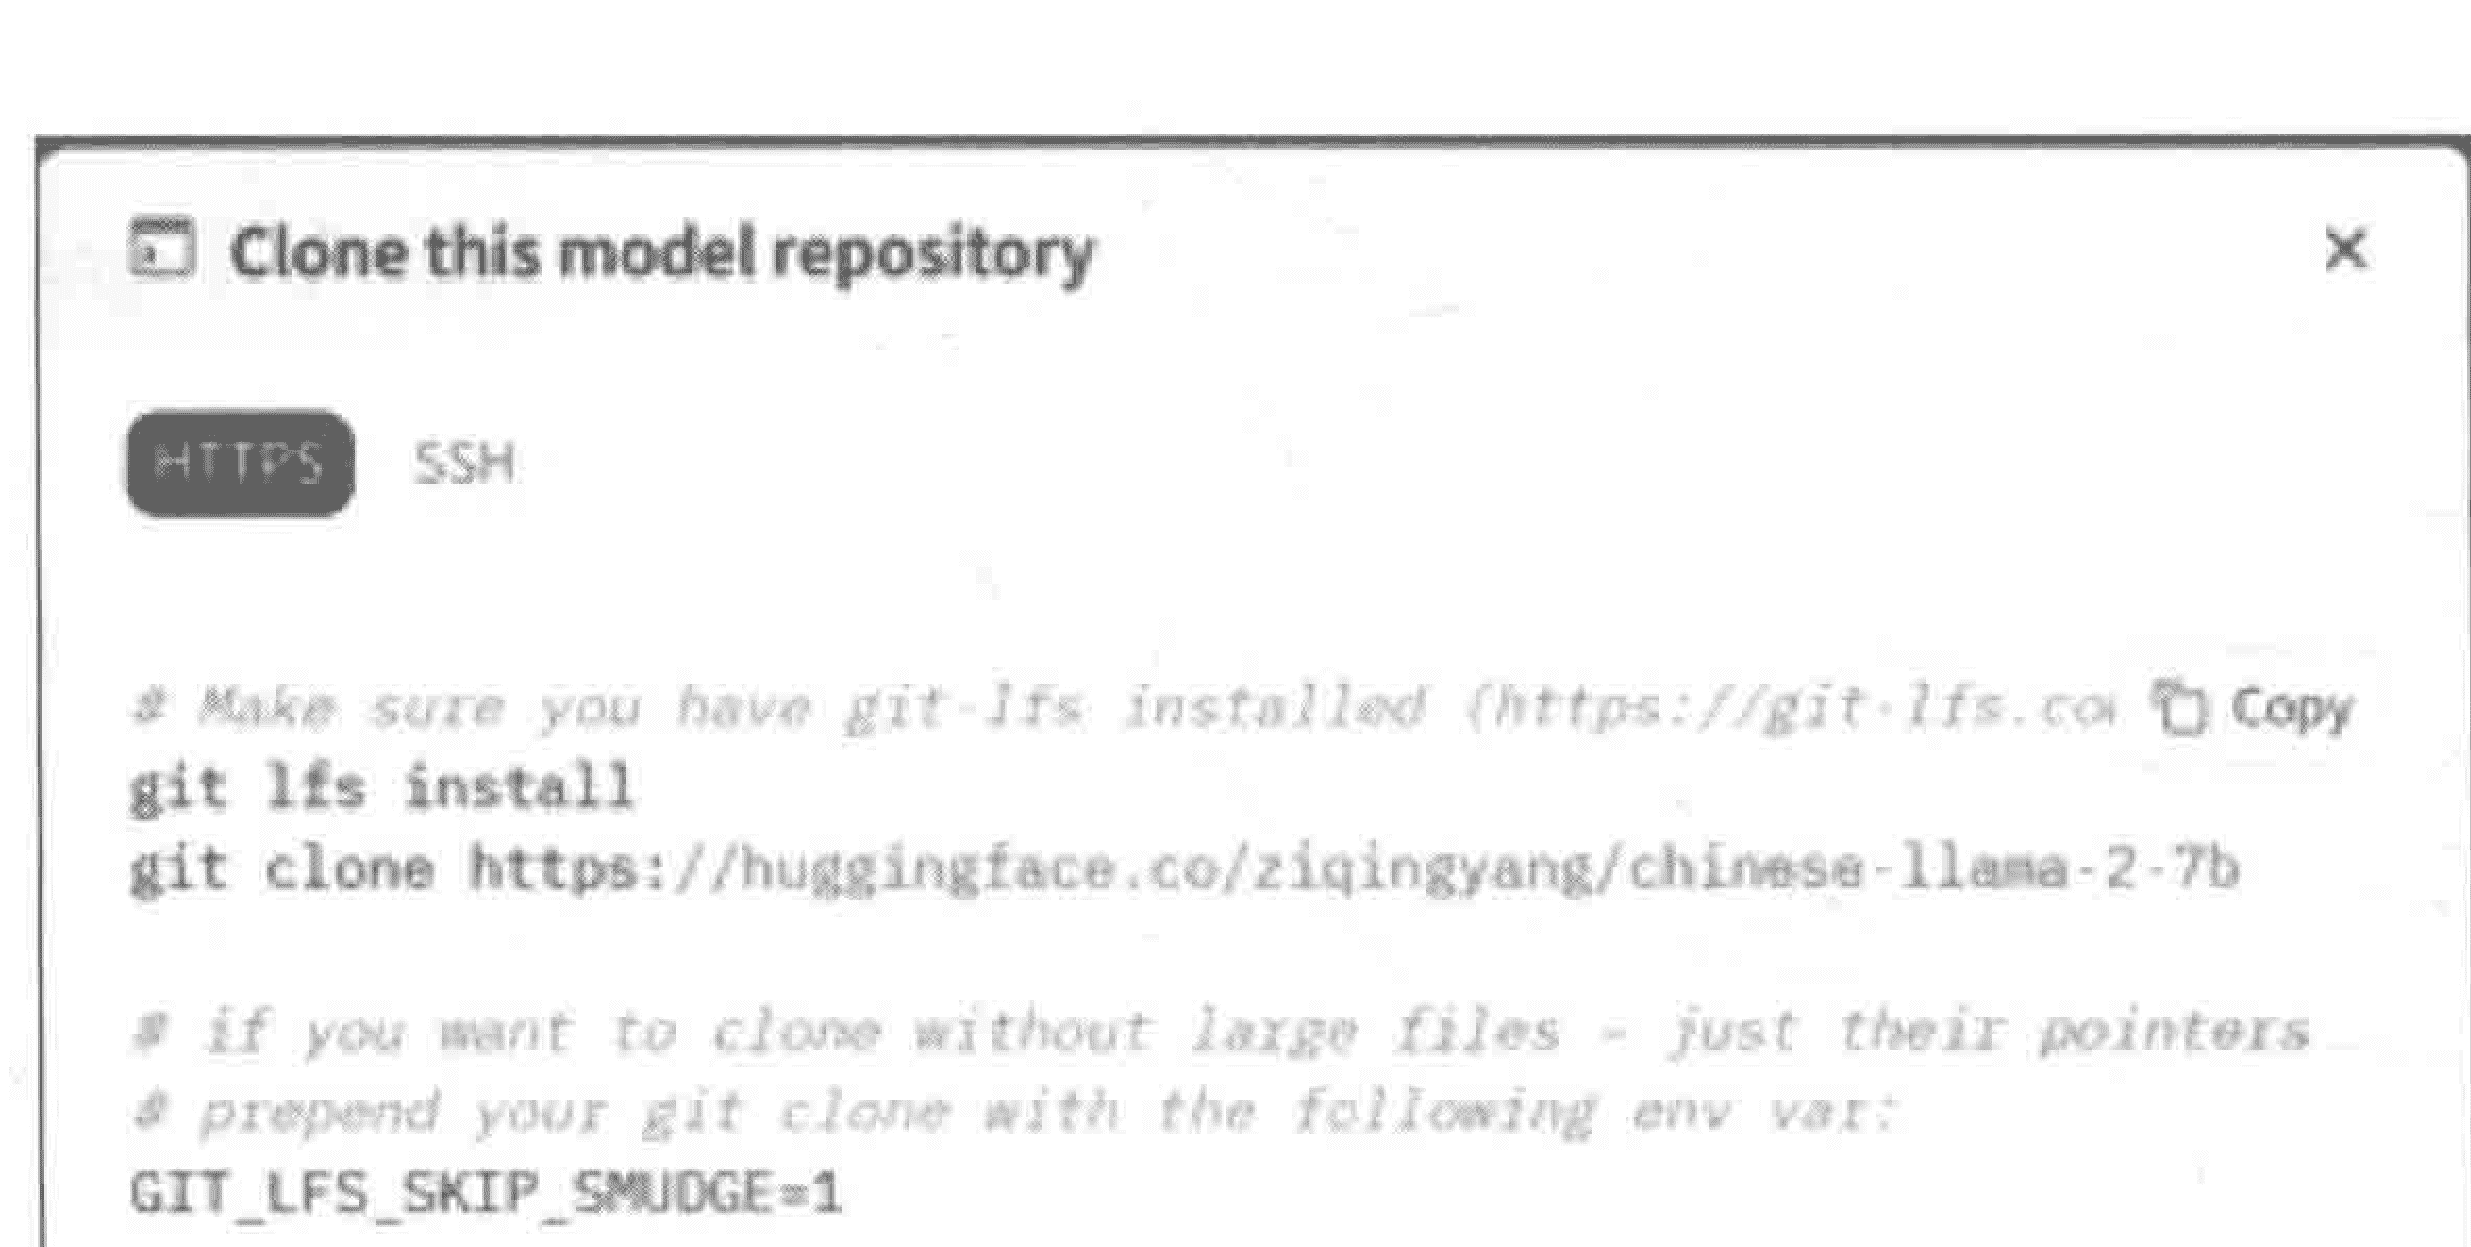 Clone this model repository
HTTPS SSH
# Make sure you have git-lfs installed (https://git-lfs.co Copy
git lfs install
git clone https://huggingface.co/ziqingyang/chinese-llama-2-7b
# if you want to clone without large files - just their pointers
# prepend your git clone with the following env var:
GIT_LFS_SKIP_SMUDGE=1